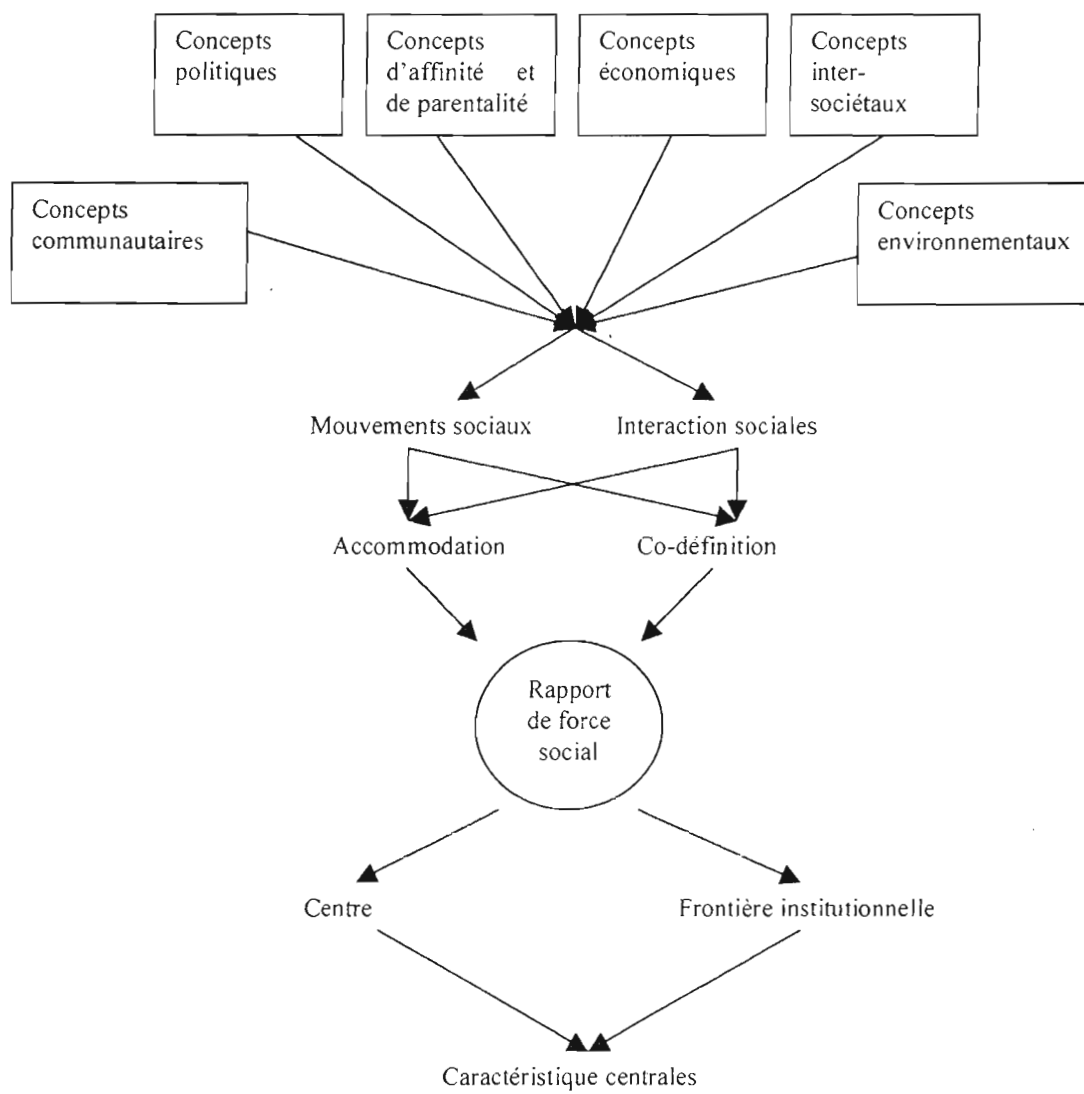 Concepts
politiques
Concepts
d'affinité et
de parentalité
Concepts
économiques
Concepts
inter-
sociétaux
Concepts
communautaires
Concepts
environnementaux
Mouvements sociaux
Interaction sociales
Accommodation
Co-définition
Rapport
de force
social
Centre
Frontière institutionnelle
Caractéristique centrales